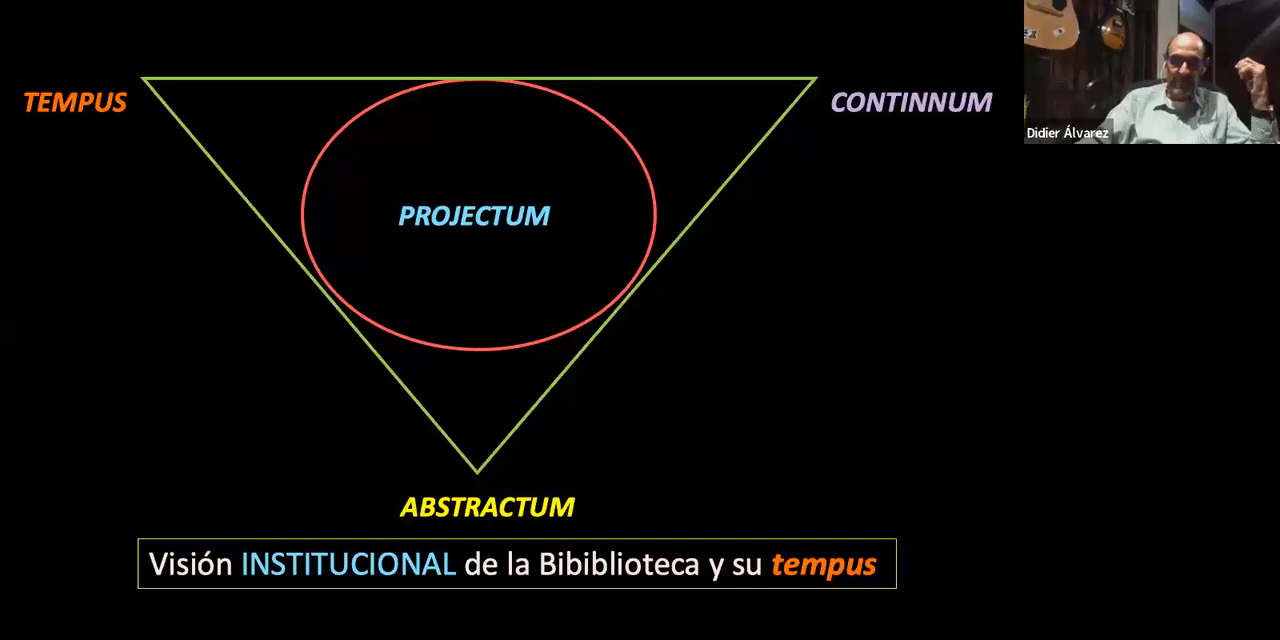 TEMPUS
CONTINNUM
PROJECTUM
ABSTRACTUM
Visión INSTITUCIONAL de la Bibiblioteca y su tempus
Didier Álvarez